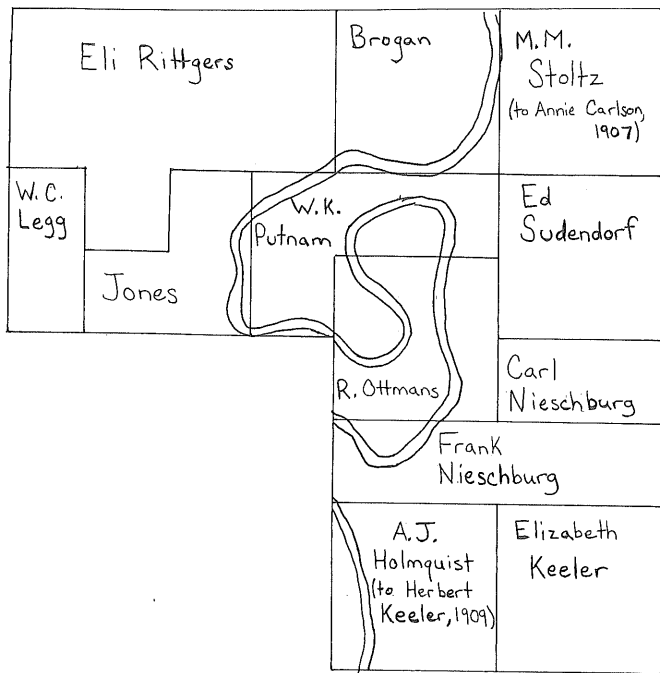 Eli Rittgers
Brogan
M.M.
Stoltz
(to Annie Carlson,
1907)
W.C.
Legg
Jones
W.K.
Putnam
Ed
Sudendorf
R. Ottmans
Carl
Nieschburg
Frank
Nieschburg
A.J.
Holmquist
(to Herbert
Keeler, 1909)
Elizabeth
Keeler